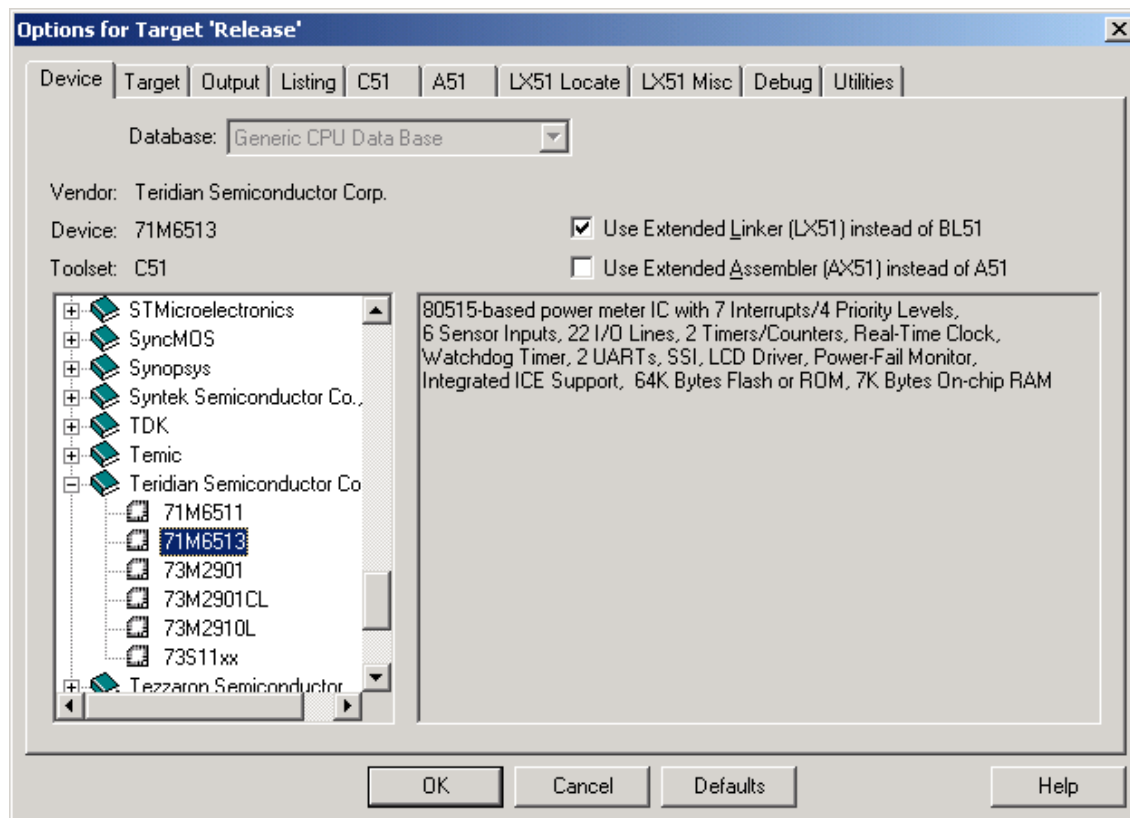 Options for Target 'Release'
Device Target Output Listing C51 A51 LX51 Locate LX51 Misc Debug Utilities
Database: Generic CPU Data Base
Vendor: Teridian Semiconductor Corp.
Device: 71M6513
Use Extended Linker (LX51) instead of BL51
Toolset: C51
Use Extended Assembler (AX51) instead of A51
STMicroelectronics
SyncMOS
Synopsys
Syntek Semiconductor Co.,
TDK
Temic
Teridian Semiconductor Co
71M6511
71M6513
73M2901
73M2901CL
73M2910L
73S11xx
Tezzaron Semiconductor
80515-based power meter IC with 7 Interrupts/4 Priority Levels,
6 Sensor Inputs, 22 I/O Lines, 2 Timers/Counters, Real-Time Clock,
Watchdog Timer, 2 UARTs, SSI, LCD Driver, Power-Fail Monitor,
Integrated ICE Support, 64K Bytes Flash or ROM, 7K Bytes On-chip RAM
OK Cancel Defaults Help